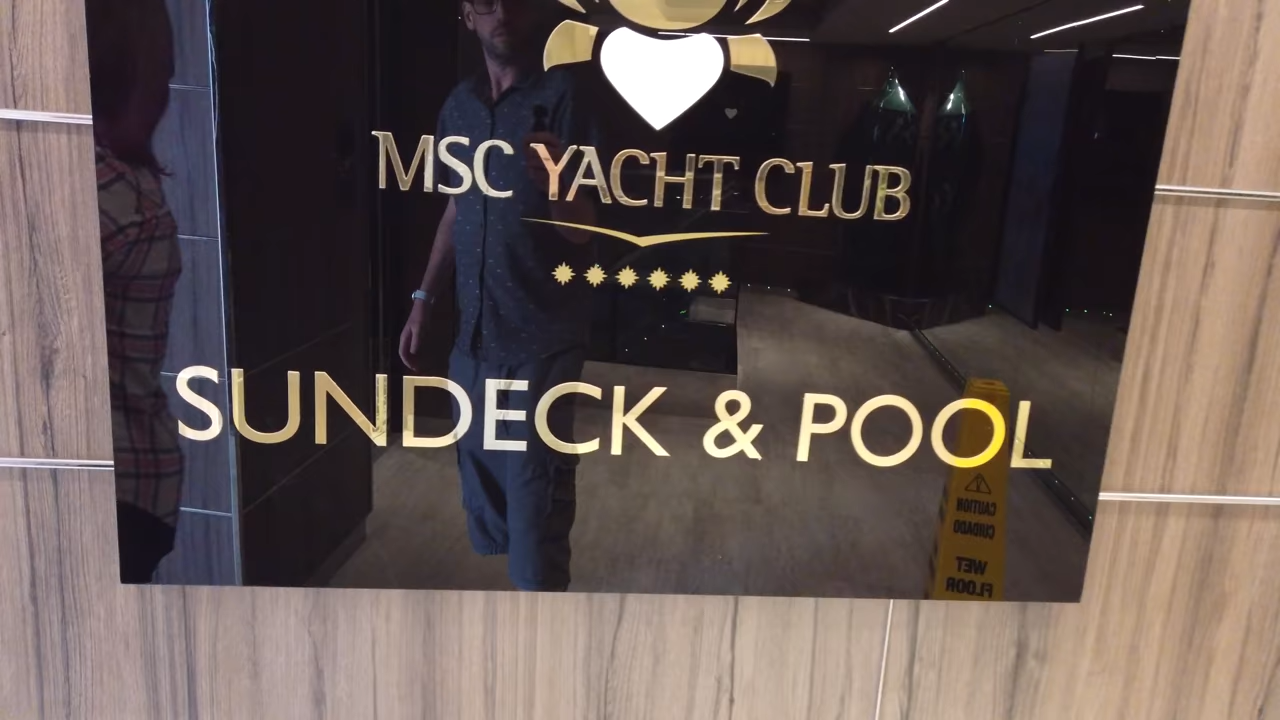 MSC YACHT CLUB
SUNDECK & POOL
CAUTION
CUIDADO
WET
FLOOR